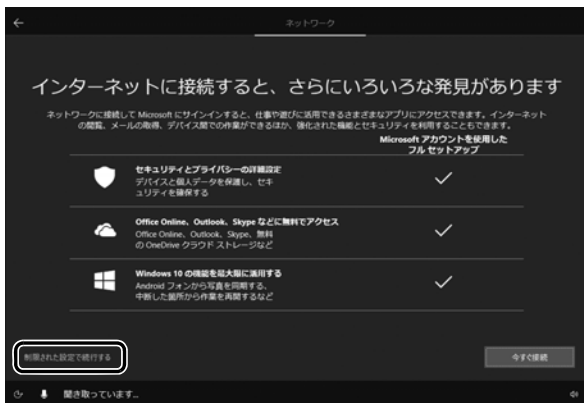 ネットワーク
インターネットに接続すると、さらにいろいろな発見があります
ネットワークに接続して Microsoft にサインインすると、仕事や遊びに活用できるさまざまなアプリにアクセスできます。インターネット
の閲覧、メールの取得、デバイス間での作業ができるほか、強化された機能とセキュリティを利用することもできます。
Microsoft アカウントを使用した
フル セットアップ
セキュリティとプライバシーの詳細設定
デバイスと個人データを保護し、セキ
ュリティを確保する
Office Online、Outlook、Skype などに無料でアクセス
Office Online、Outlook、Skype、無料
の OneDrive クラウド ストレージなど
Windows 10 の機能を最大限に活用する
Android フォンから写真を同期する、
中断した箇所から作業を再開するなど
制限された設定で続行する
今すぐ接続
聞き取っています...